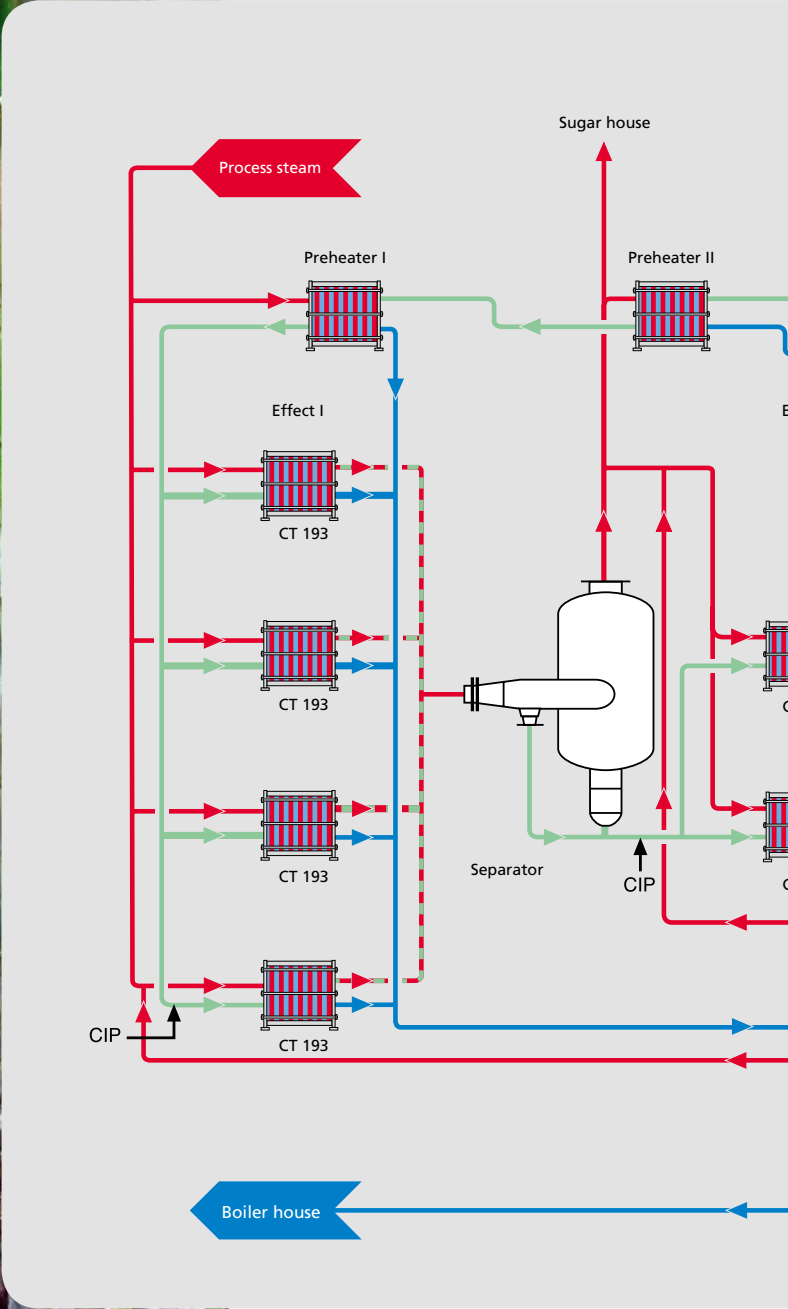 Sugar house
Process steam
Preheater I
Preheater II
Effect I
E
CT 193
CT 193
C
CT 193
Separator
CIP
C
CIP
CT 193
Boiler house